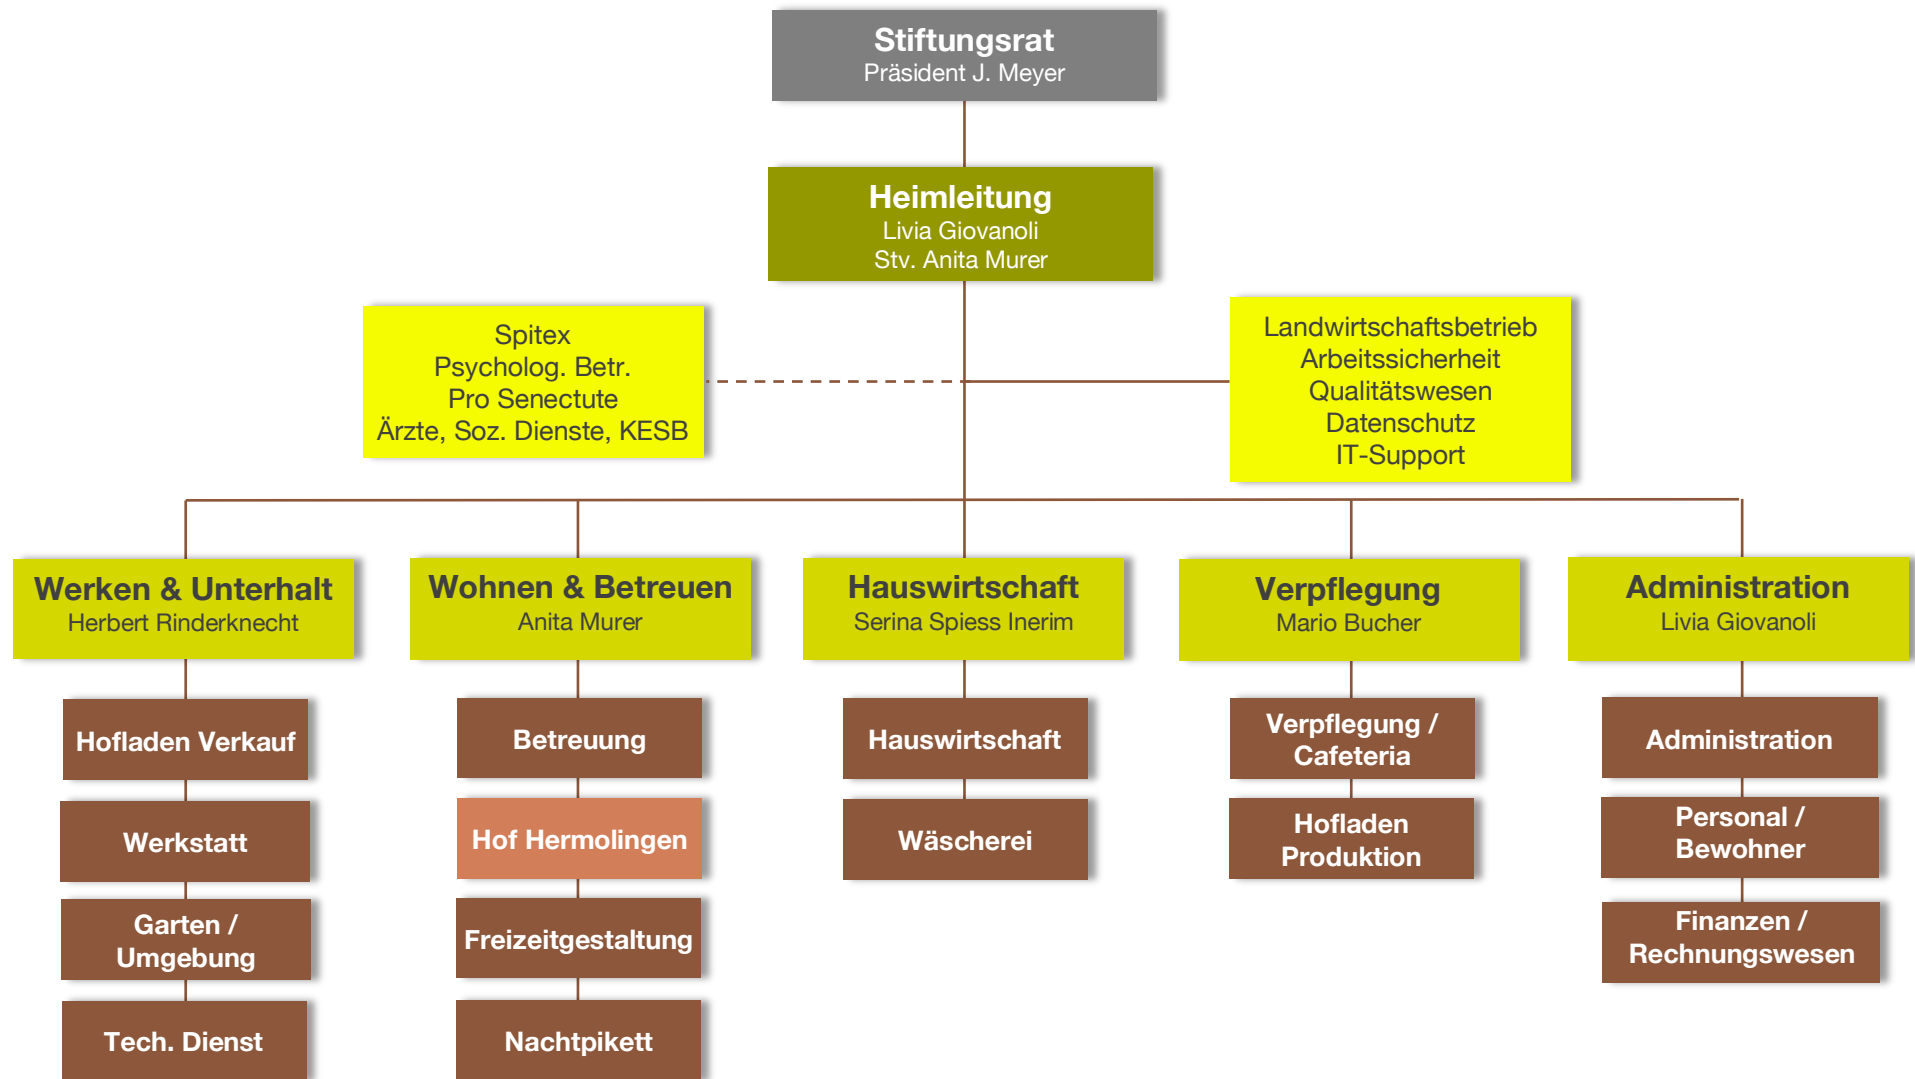 Stiftungsrat
Präsident J. Meyer
Heimleitung
Livia Giovanoli
Stv. Anita Murer
Spitex
Psycholog. Betr.
Pro Senectute
Ärzte, Soz. Dienste, KESB
Landwirtschaftsbetrieb
Arbeitssicherheit
Qualitätswesen
Datenschutz
IT-Support
Werken & Unterhalt
Herbert Rinderknecht
Hofladen Verkauf
Werkstatt
Garten /
Umgebung
Tech. Dienst
Wohnen & Betreuen
Anita Murer
Betreuung
Hof Hermolingen
Freizeitgestaltung
Nachtpikett
Hauswirtschaft
Serina Spiess Inerim
Hauswirtschaft
Wäscherei
Verpflegung
Mario Bucher
Verpflegung /
Cafeteria
Hofladen
Produktion
Administration
Livia Giovanoli
Administration
Personal /
Bewohner
Finanzen /
Rechnungswesen